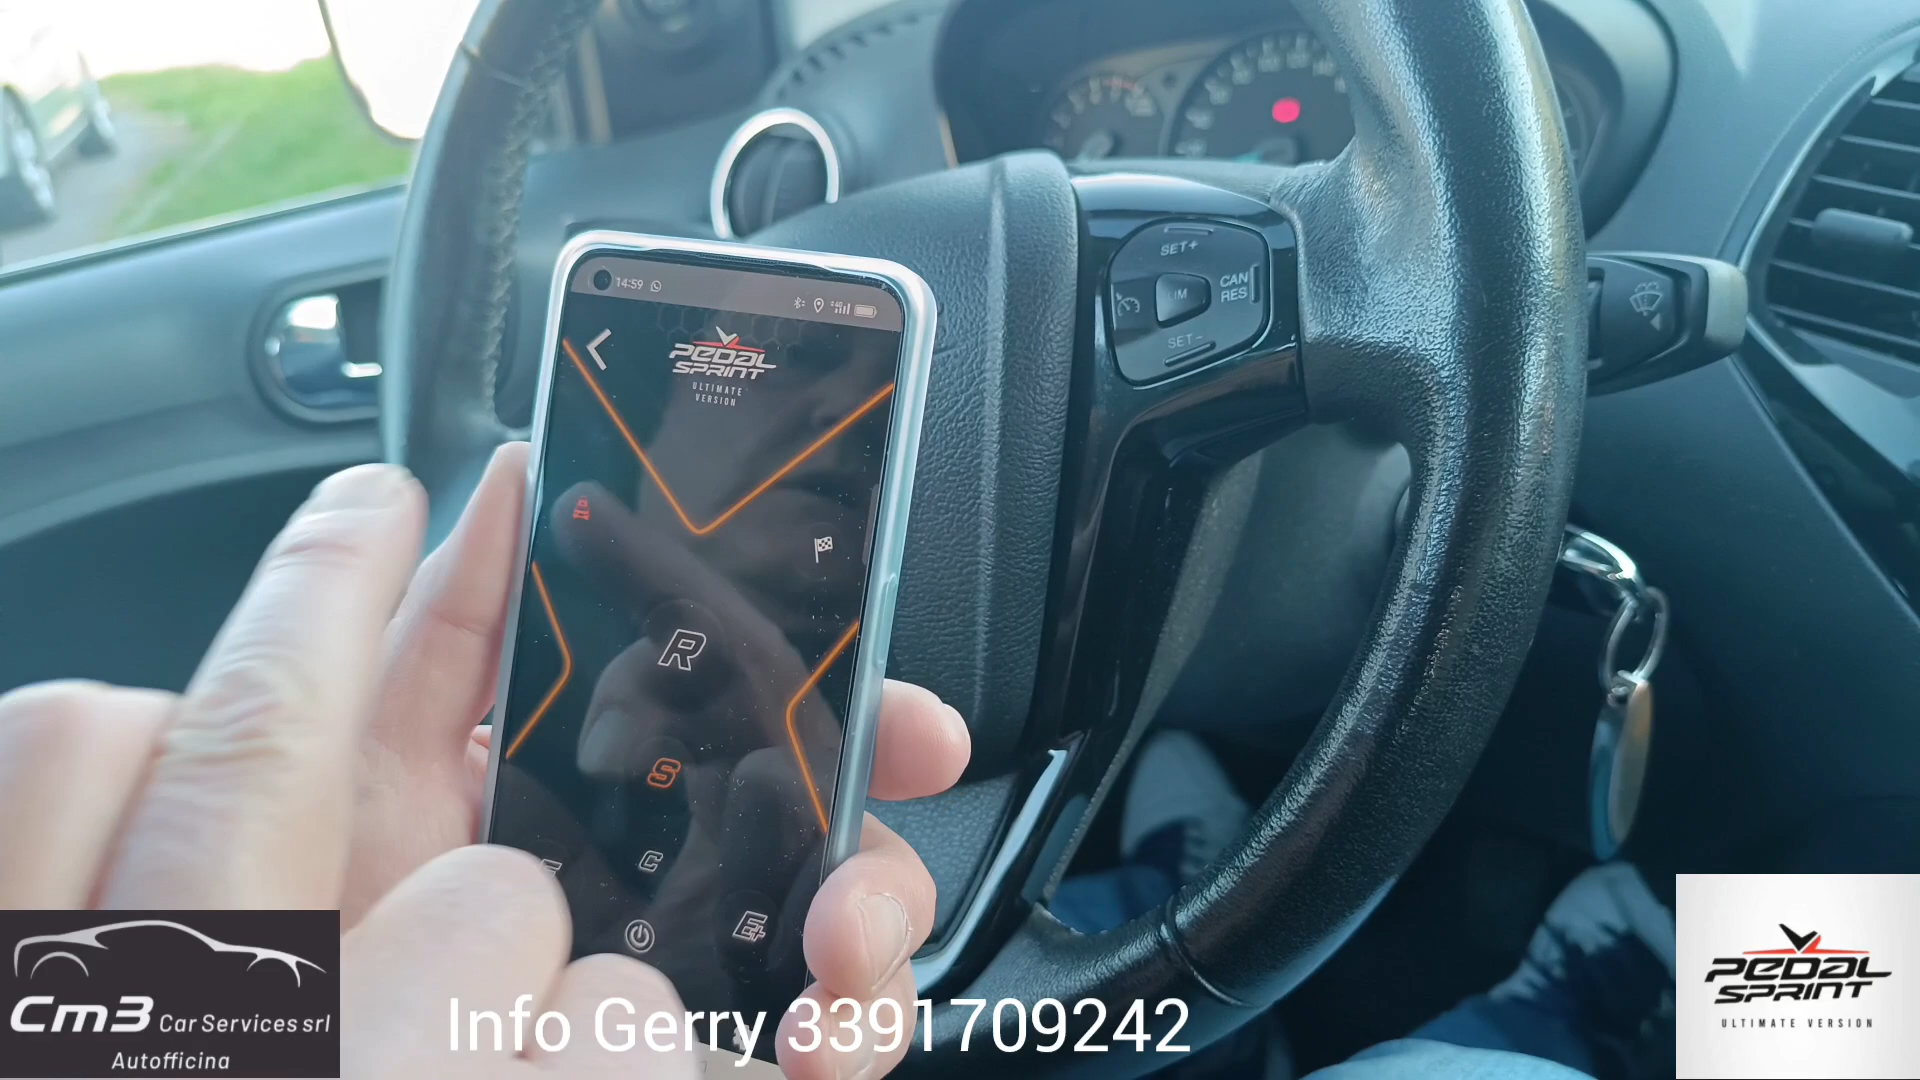 SET+
CAN
RES
LIM
SET-
14:59
PEDAL
SPRINT
ULTIMATE
VERSION
R
S
C
E+
Cm3 Car Services srl
Autofficina
Info Gerry 3391709242
PEDAL
SPRINT
ULTIMATE VERSION